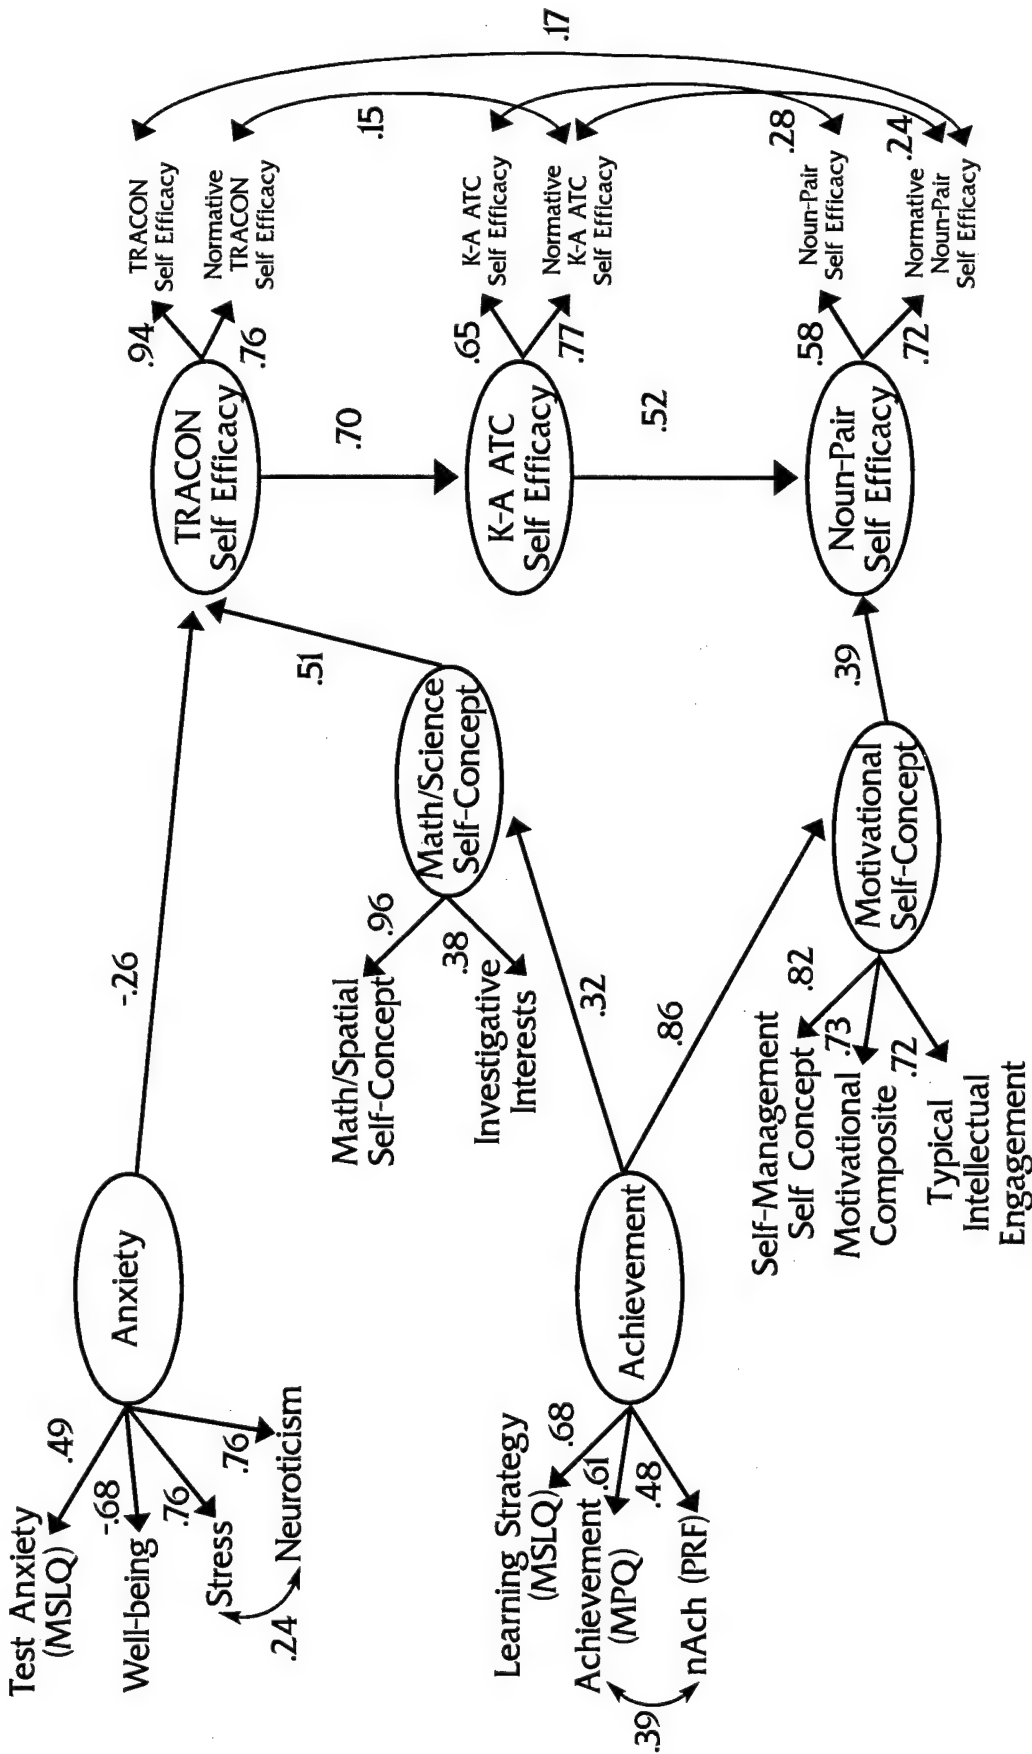 Test Anxiety
(MSLQ)
.49
Well-being
-.68
Stress
.76
.24
Neuroticism
.76
Anxiety
-.26
Learning Strategy
(MSLQ)
.68
Achievement
(MPQ)
.61
nAch (PRF)
.48
.39
Achievement
.32
.86
Math/Spatial
Self-Concept
.96
Investigative
Interests
.38
Math/Science
Self-Concept
.51
Self-Management
Self Concept
.82
Motivational
Composite
.73
Typical
Intellectual
Engagement
.72
Motivational
Self-Concept
.39
TRACON
Self Efficacy
.94
.76
TRACON
Self Efficacy
Normative
TRACON
Self Efficacy
.70
K-A ATC
Self Efficacy
.65
.77
K-A ATC
Self Efficacy
Normative
K-A ATC
Self Efficacy
.52
Noun-Pair
Self Efficacy
.58
.72
Noun-Pair
Self Efficacy
Normative
Noun-Pair
Self Efficacy
.15
.28
.24
.17